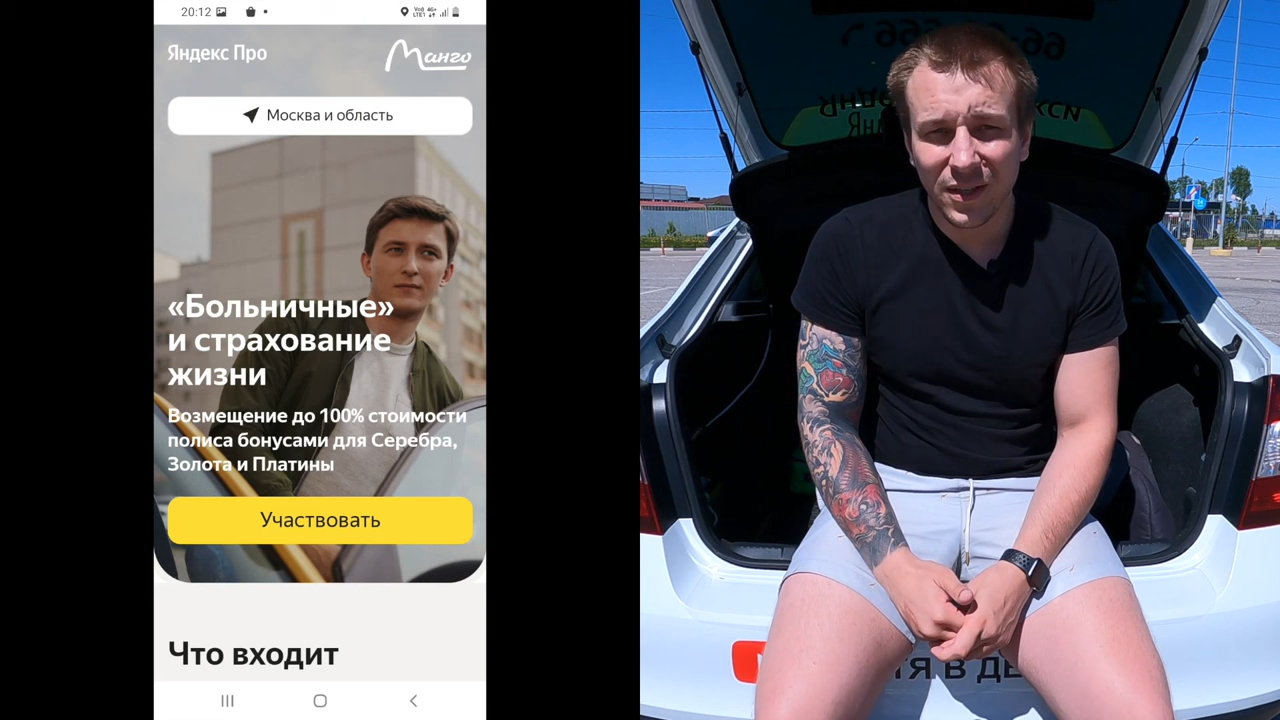 20:12
Яндекс Про
Манго
Москва и область
«Больничные»
и страхование
жизни
Возмещение до 100% стоимости
полиса бонусами для Серебра,
Золота и Платины
Участвовать
Что входит